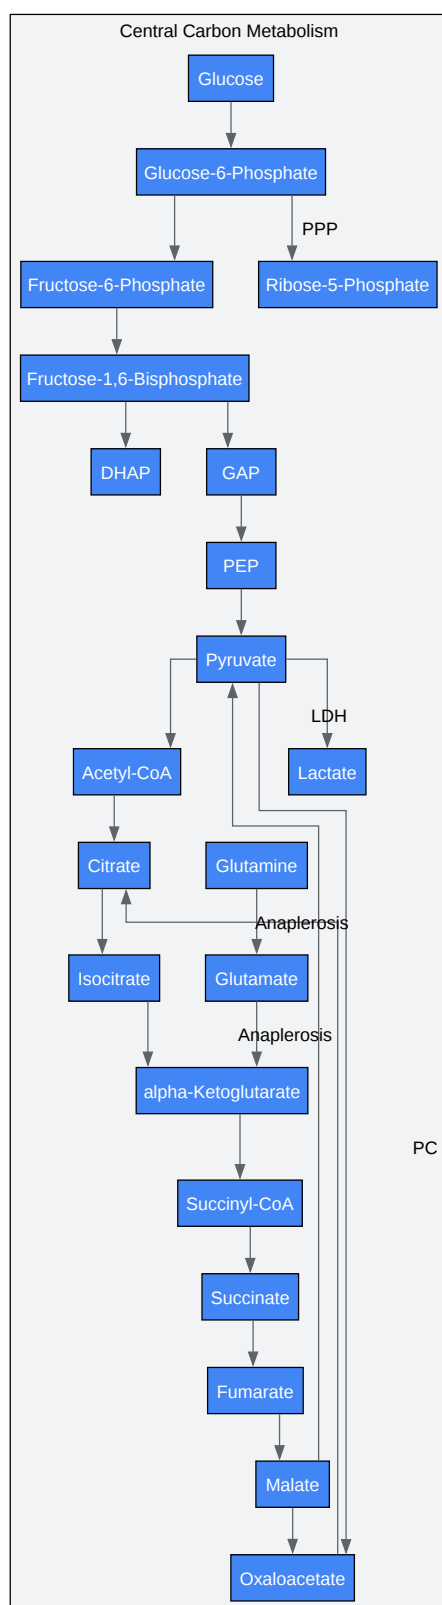 Central Carbon Metabolism
Glucose
Glucose-6-Phosphate
PPP
Fructose-6-Phosphate
Ribose-5-Phosphate
Fructose-1,6-Bisphosphate
DHAP
GAP
PEP
Pyruvate
LDH
Acetyl-CoA
Lactate
Citrate
Glutamine
Anaplerosis
Isocitrate
Glutamate
Anaplerosis
alpha-Ketoglutarate
PC
Succinyl-CoA
Succinate
Fumarate
Malate
Oxaloacetate